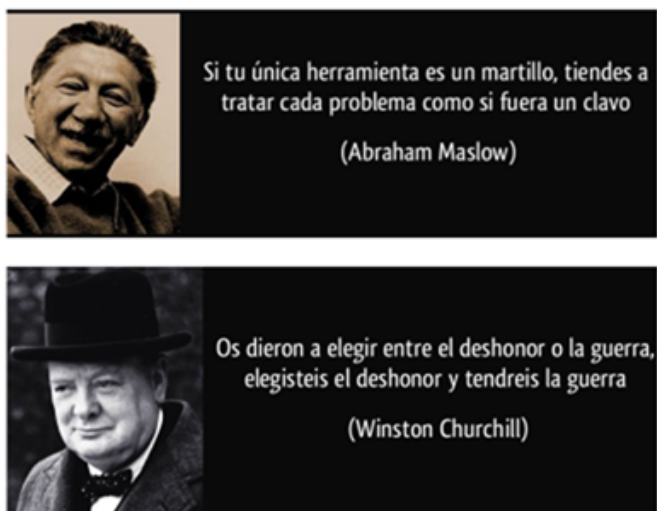 Si tu única herramienta es un martillo, tiendes a
tratar cada problema como si fuera un clavo
(Abraham Maslow)
Os dieron a elegir entre el deshonor o la guerra,
elegisteis el deshonor y tendreis la guerra
(Winston Churchill)